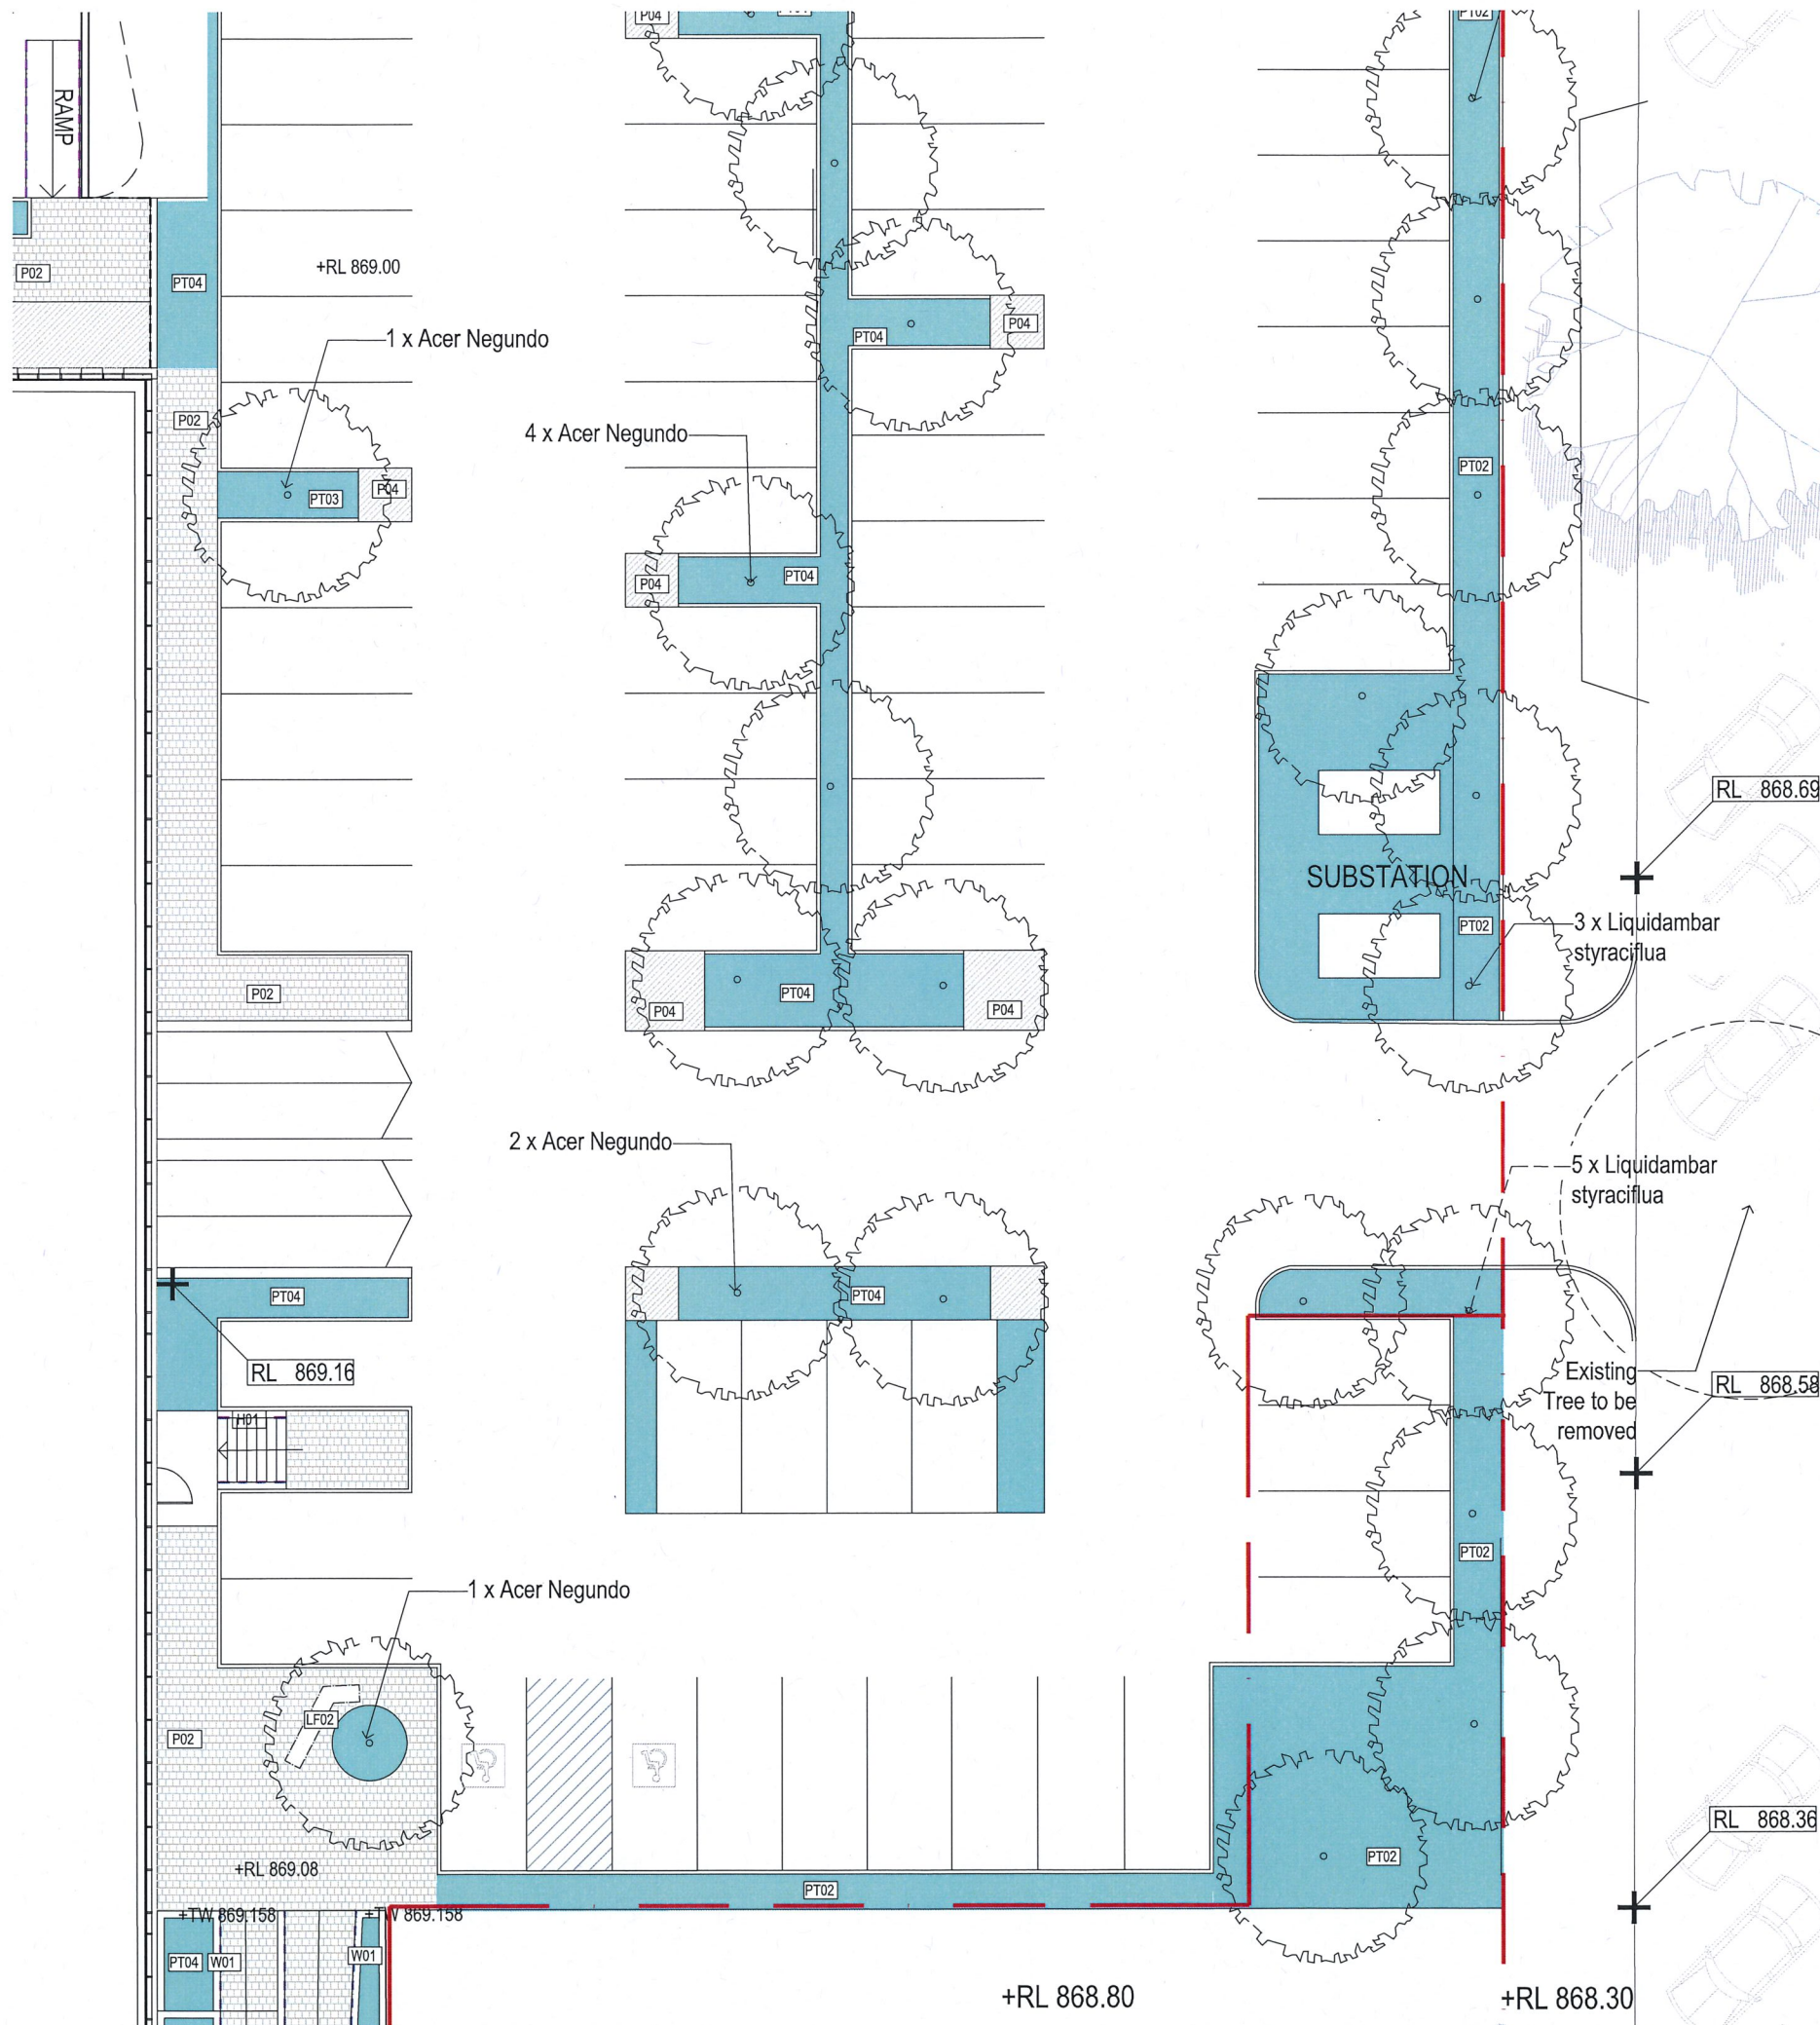 P04
PT04
PT02
RAMP
P02
PT04
+RL 869.00
P04
PT04
1 x Acer Negundo
P02
4 x Acer Negundo
PT02
PT03
P04
PT04
P04
RL 868.69
SUBSTATION
3 x Liquidambar
styraciflua
PT02
P02
PT04
P04
P04
2 x Acer Negundo
5 x Liquidambar
styraciflua
PT04
PT04
RL 869.16
Existing
Tree to be
removed
RL 868.58
H01
PT02
1 x Acer Negundo
LF02
P02
RL 868.36
PT02
+RL 869.08
PT02
+TW 869.158
+TW 869.158
PT04
W01
W01
+RL 868.80
+RL 868.30